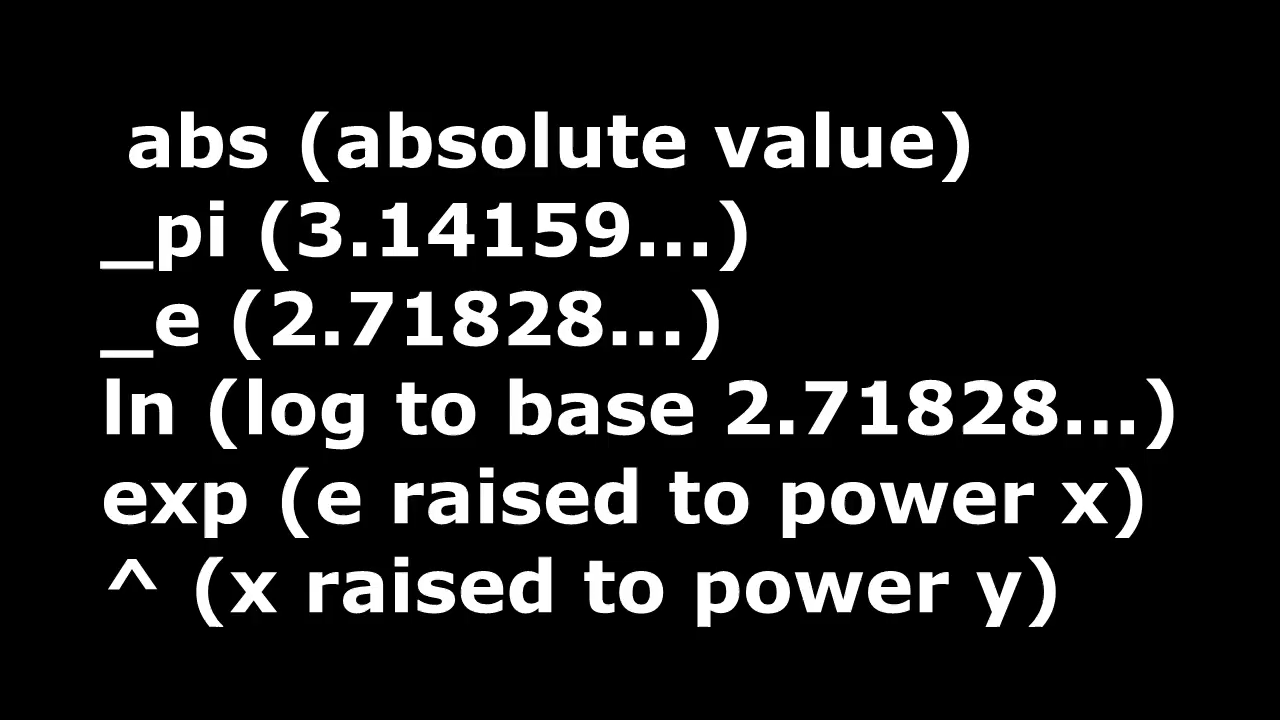 abs (absolute value)
_pi (3.14159...)
_e (2.71828...)
ln (log to base 2.71828...)
exp (e raised to power x)
^ (x raised to power y)